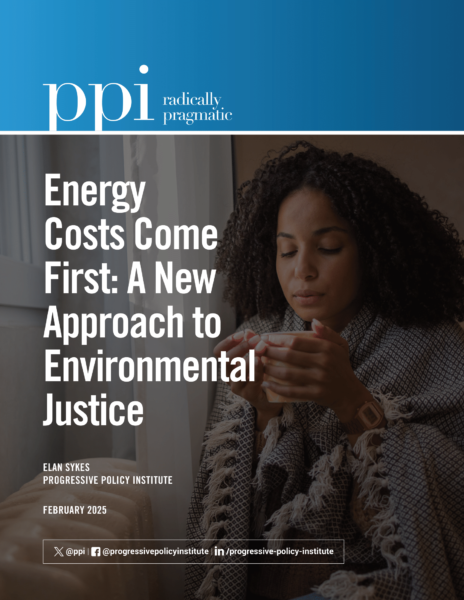 ppi
radically
pragmatic
Energy
Costs Come
First: A New
Approach to
Environmental
Justice
ELAN SYKES
PROGRESSIVE POLICY INSTITUTE
FEBRUARY 2025
@ppi | @progressivepolicyinstitute | in /progressive-policy-institute